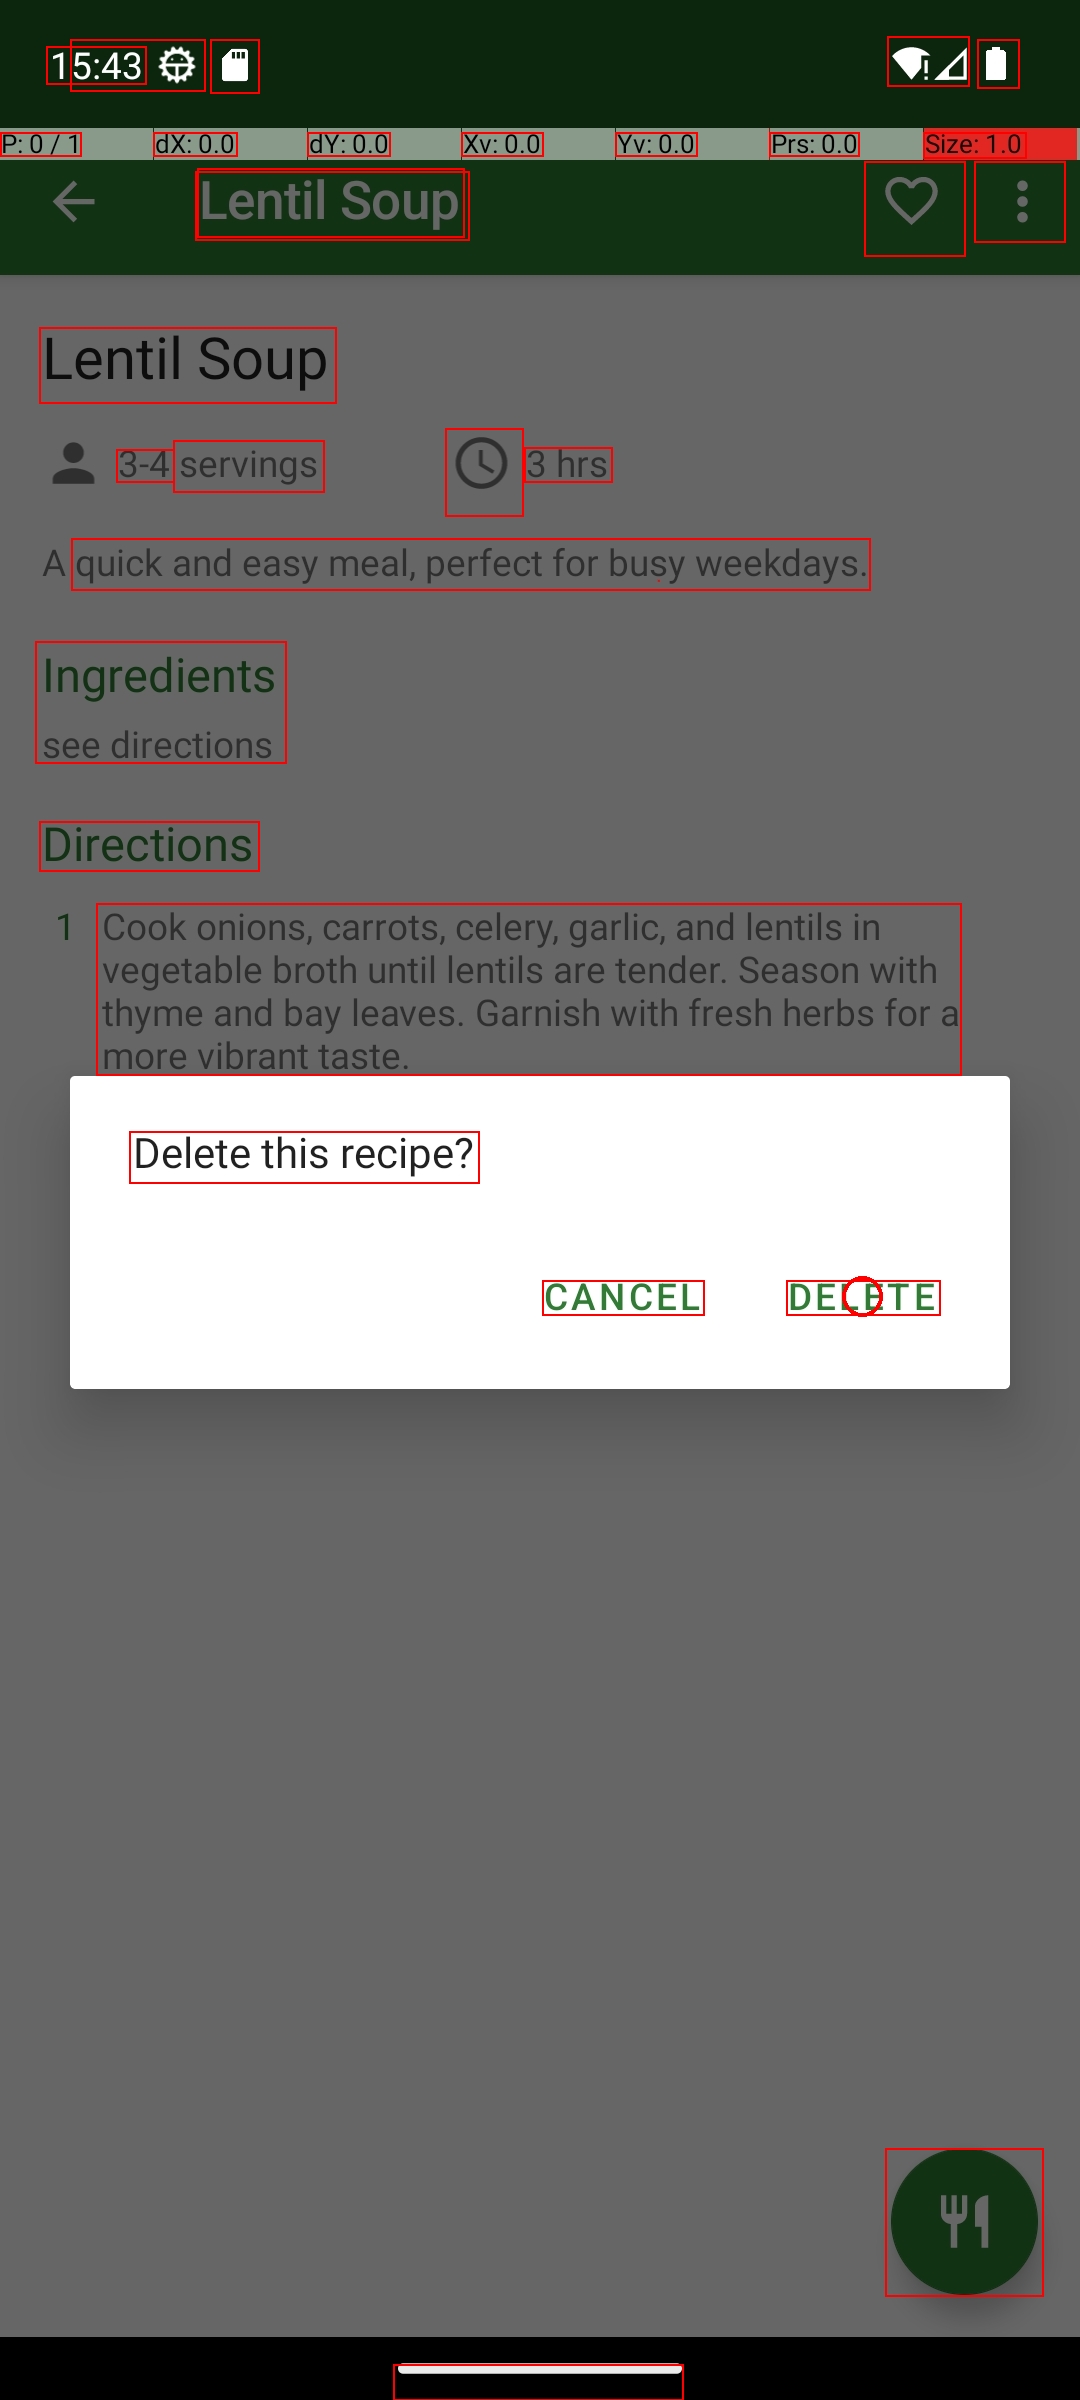 15:43
P: 0 / 1 dX: 0.0 dY: 0.0 Xv: 0.0 Yv: 0.0 Prs: 0.0 Size: 1.0
Lentil Soup
Lentil Soup
3-4 servings 3 hrs
A quick and easy meal, perfect for busy weekdays.
Ingredients
see directions
Directions
1 Cook onions, carrots, celery, garlic, and lentils in
vegetable broth until lentils are tender. Season with
thyme and bay leaves. Garnish with fresh herbs for a
more vibrant taste.
Delete this recipe?
CANCEL DELETE